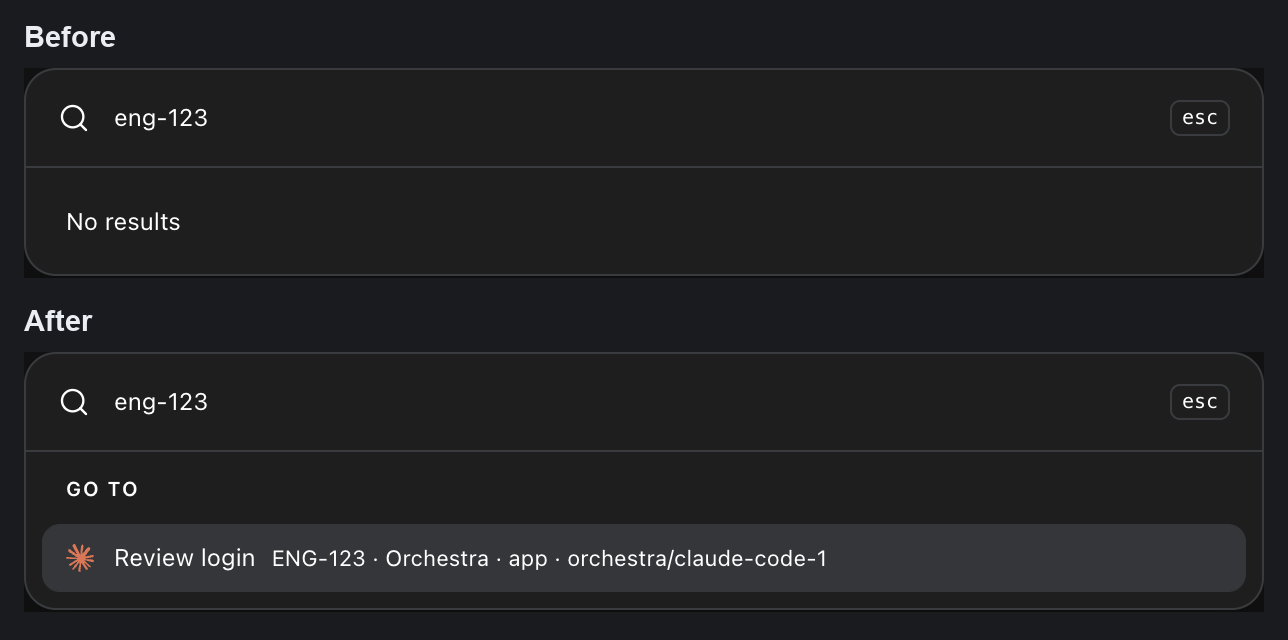 Before
eng-123 esc
No results
After
eng-123 esc
GO TO
Review login ENG-123 · Orchestra · app · orchestra/claude-code-1